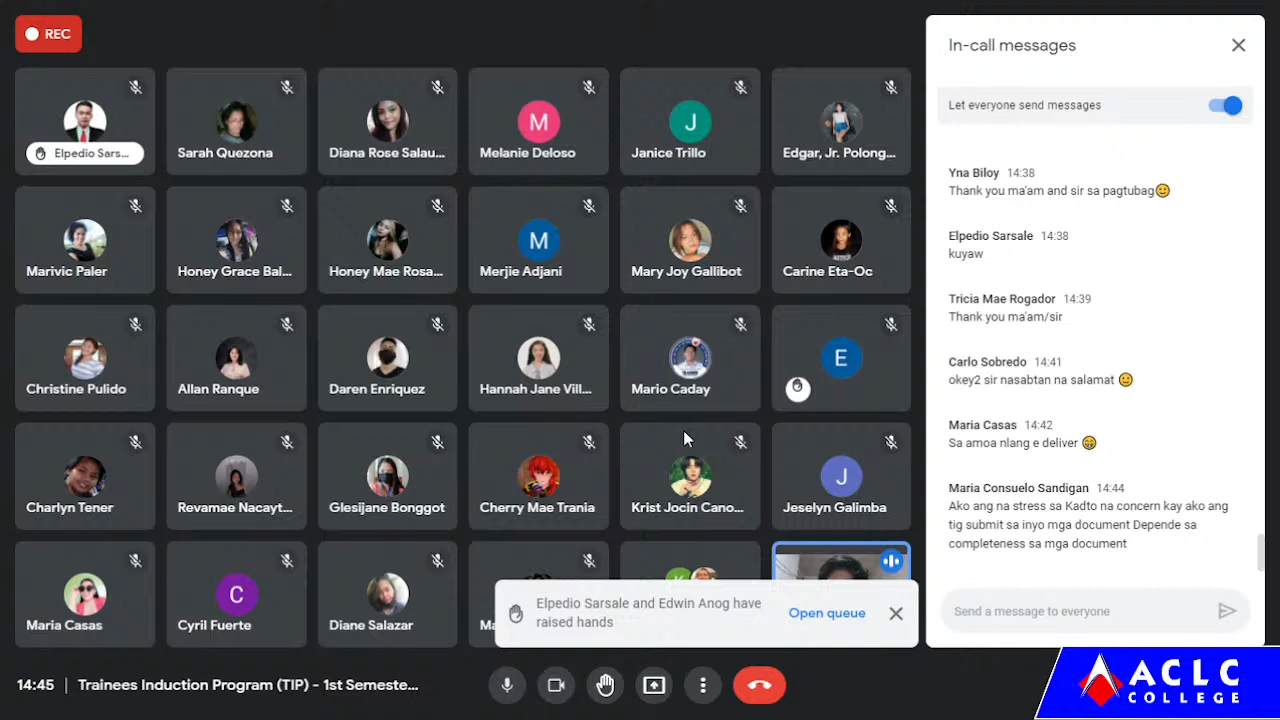 REC
Elpedio Sars...
Sarah Quezona
Diana Rose Salau...
M
Melanie Deloso
J
Janice Trillo
Edgar, Jr. Polong...
Marivic Paler
Honey Grace Bal...
Honey Mae Rosa...
M
Merjie Adjani
Mary Joy Gallibot
Carine Eta-Oc
Christine Pulido
Allan Ranque
Daren Enriquez
Hannah Jane Vill...
Mario Caday
E
Charlyn Tener
Revamae Nacayt...
Glesijane Bonggot
Cherry Mae Trania
Krist Jocin Cano...
J
Jeselyn Galimba
Maria Casas
C
Cyril Fuerte
Diane Salazar
Elpedio Sarsale and Edwin Anog have
raised hands
Open queue
14:45 | Trainees Induction Program (TIP) - 1st Semeste...
In-call messages
Let everyone send messages
Yna Biloy 14:38
Thank you ma'am and sir sa pagtubag🙂
Elpedio Sarsale 14:38
kuyaw
Tricia Mae Rogador 14:39
Thank you ma'am/sir
Carlo Sobredo 14:41
okey2 sir nasabtan na salamat 🙂
Maria Casas 14:42
Sa amoa nlang e deliver 😁
Maria Consuelo Sandigan 14:44
Ako ang na stress sa Kadto na concern kay ako ang
tig submit sa inyo mga document Depende sa
completeness sa mga document
Send a message to everyone
ACLC
COLLEGE